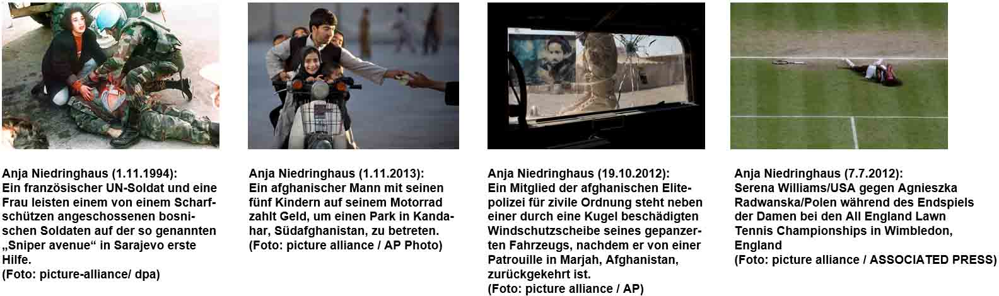 Anja Niedringhaus (1.11.1994):
Ein französischer UN-Soldat und eine
Frau leisten einem von einem Scharf-
schützen angeschossenen bosni-
schen Soldaten auf der so genannten
„Sniper avenue“ in Sarajevo erste
Hilfe.
(Foto: picture-alliance/ dpa)
Anja Niedringhaus (1.11.2013):
Ein afghanischer Mann mit seinen
fünf Kindern auf seinem Motorrad
zahlt Geld, um einen Park in Kanda-
har, Südafghanistan, zu betreten.
(Foto: picture alliance / AP Photo)
Anja Niedringhaus (19.10.2012):
Ein Mitglied der afghanischen Elite-
polizei für zivile Ordnung steht neben
einer durch eine Kugel beschädigten
Windschutzscheibe seines gepanzer-
ten Fahrzeugs, nachdem er von einer
Patrouille in Marjah, Afghanistan,
zurückgekehrt ist.
(Foto: picture alliance / AP)
Anja Niedringhaus (7.7.2012):
Serena Williams/USA gegen Agnieszka
Radwanska/Polen während des Endspiels
der Damen bei den All England Lawn
Tennis Championships in Wimbledon,
England
(Foto: picture alliance / ASSOCIATED PRESS)